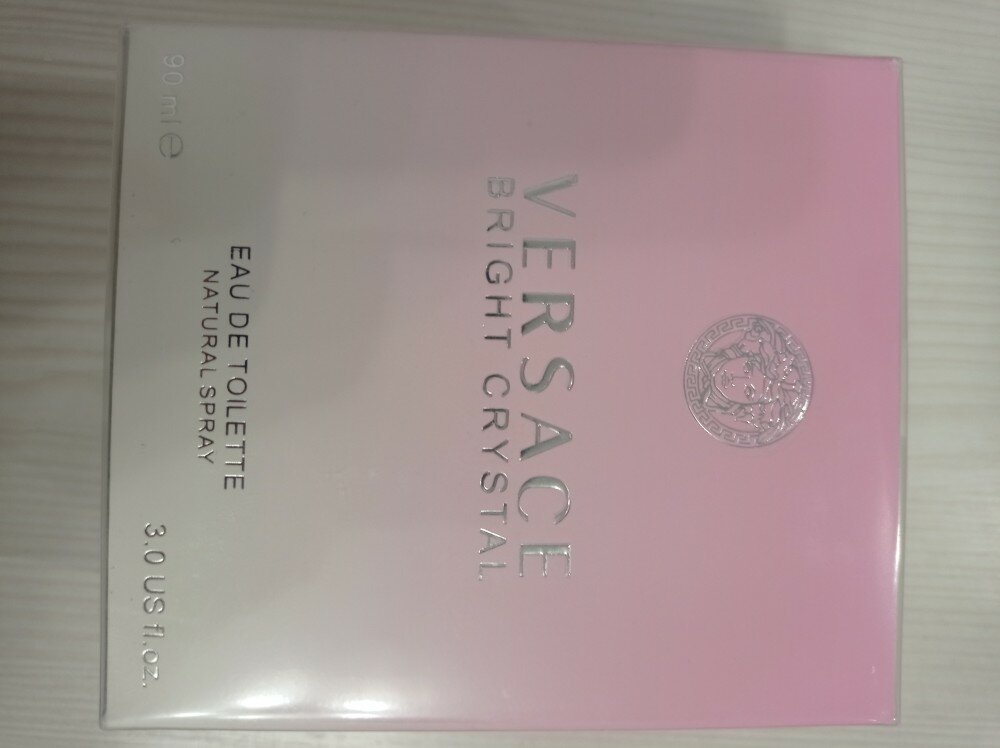 VERSACE
BRIGHT CRYSTAL
EAU DE TOILETTE
NATURAL SPRAY
90 ml ℮
3.0 US fl.oz.